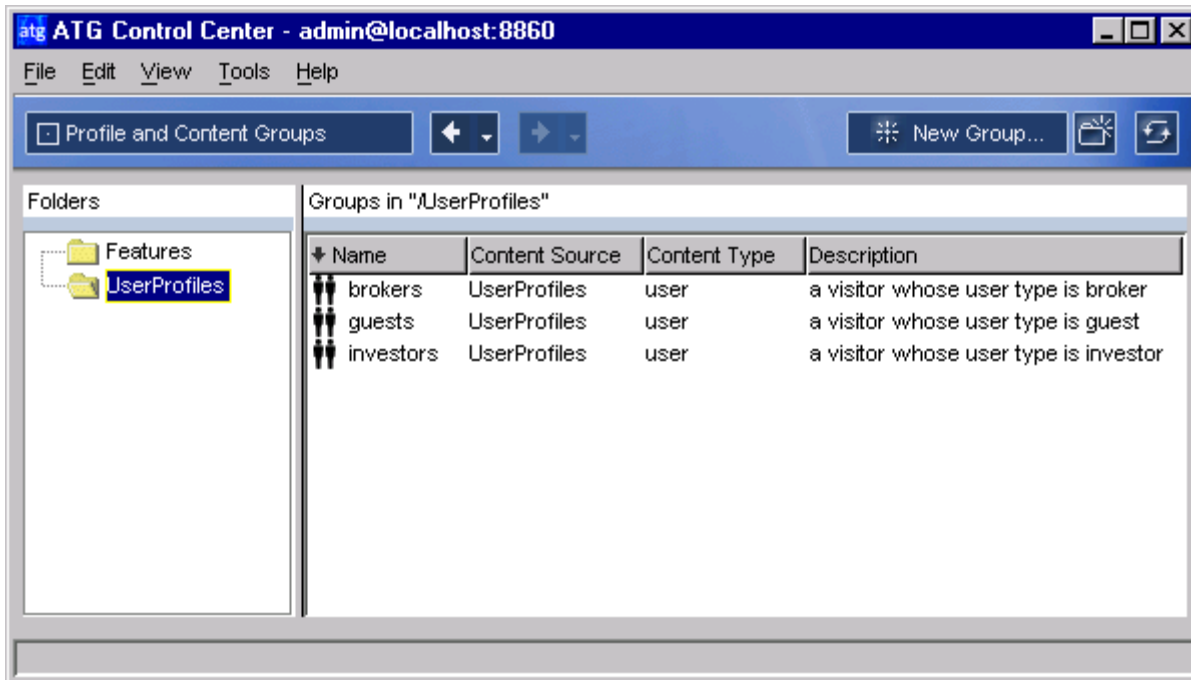 atg ATG Control Center - admin@localhost:8860
File Edit View Tools Help
Profile and Content Groups New Group...
Folders
Features
UserProfiles
Groups in "/UserProfiles"
Name Content Source Content Type Description
brokers UserProfiles user a visitor whose user type is broker
guests UserProfiles user a visitor whose user type is guest
investors UserProfiles user a visitor whose user type is investor